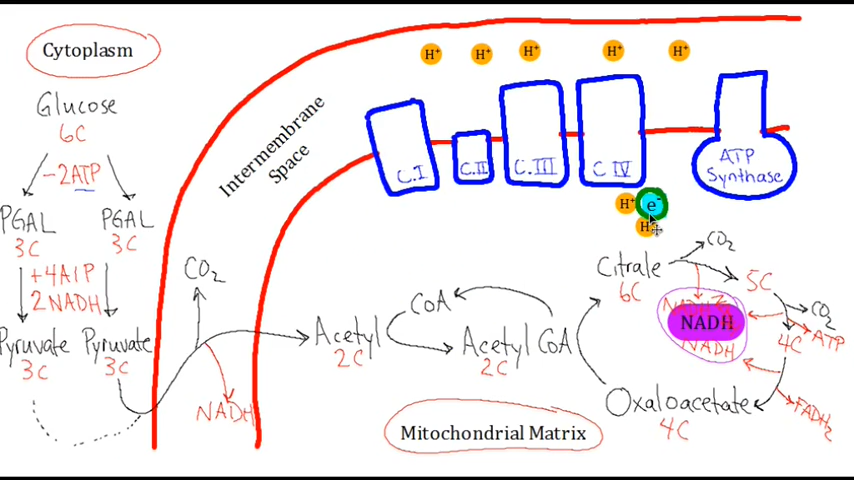 Cytoplasm
Glucose
6C
-2ATP
PGAL
PGAL
3C
3C
+4ATP
2NADH
Pyruvate
Pyruvate
3C
3C
CO2
NADH
Intermembrane
Space
H+
H+
H+
H+
H+
C.I
C.II
C.III
C IV
ATP
Synthase
H+
e-
H+
Acetyl
2C
CoA
Acetyl CoA
2C
Citrate
6C
CO2
5C
CO2
ATP
4C
NADH
NADH
FADH2
Oxaloacetate
4C
Mitochondrial Matrix